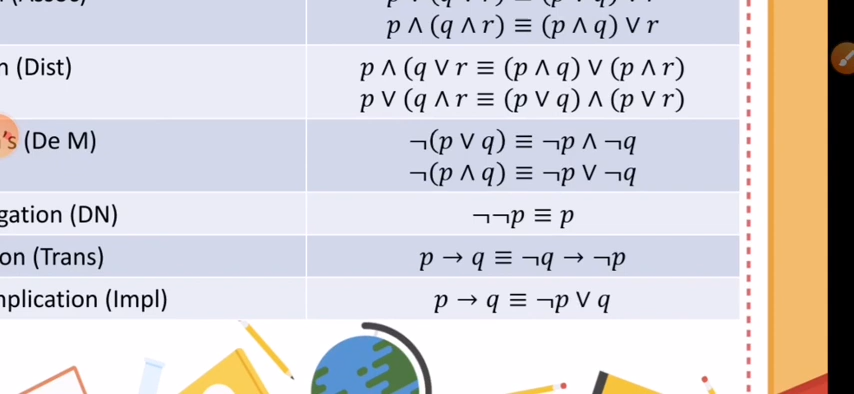 p ∧ (q ∧ r) ≡ (p ∧ q) ∨ r
n (Dist)
p ∧ (q ∨ r ≡ (p ∧ q) ∨ (p ∧ r)
p ∨ (q ∧ r ≡ (p ∨ q) ∧ (p ∨ r)
's (De M)
¬(p ∨ q) ≡ ¬p ∧ ¬q
¬(p ∧ q) ≡ ¬p ∨ ¬q
gation (DN)
¬¬p ≡ p
on (Trans)
p → q ≡ ¬q → ¬p
nplication (Impl)
p → q ≡ ¬p ∨ q